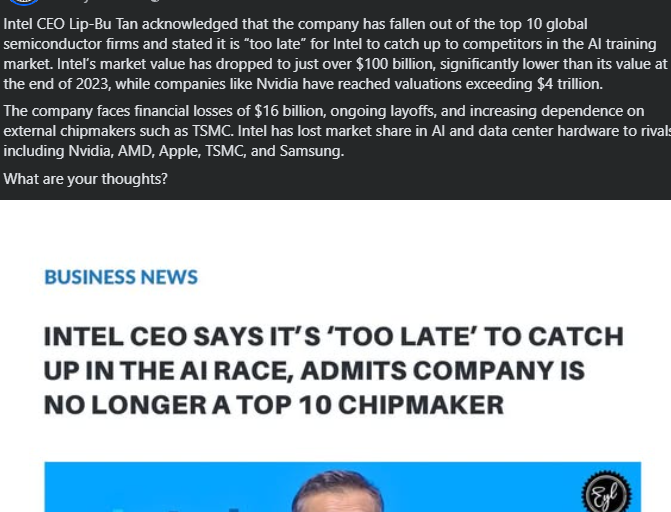 Intel CEO Lip-Bu Tan acknowledged that the company has fallen out of the top 10 global
semiconductor firms and stated it is “too late” for Intel to catch up to competitors in the AI training
market. Intel’s market value has dropped to just over $100 billion, significantly lower than its value at
the end of 2023, while companies like Nvidia have reached valuations exceeding $4 trillion.
The company faces financial losses of $16 billion, ongoing layoffs, and increasing dependence on
external chipmakers such as TSMC. Intel has lost market share in AI and data center hardware to rivals
including Nvidia, AMD, Apple, TSMC, and Samsung.
What are your thoughts?
BUSINESS NEWS
INTEL CEO SAYS IT’S ‘TOO LATE’ TO CATCH
UP IN THE AI RACE, ADMITS COMPANY IS
NO LONGER A TOP 10 CHIPMAKER
Eyl